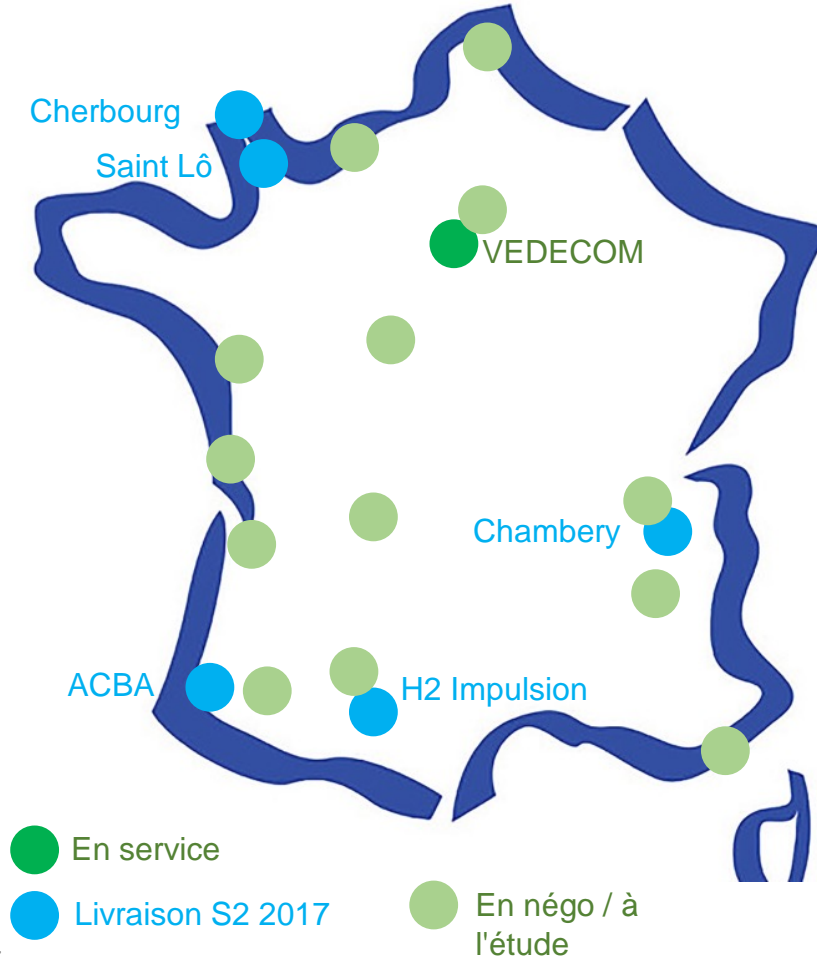 Cherbourg
Saint Lô
VEDECOM
Chambery
ACBA
H2 Impulsion
En service
Livraison S2 2017
En négo / à
l'étude